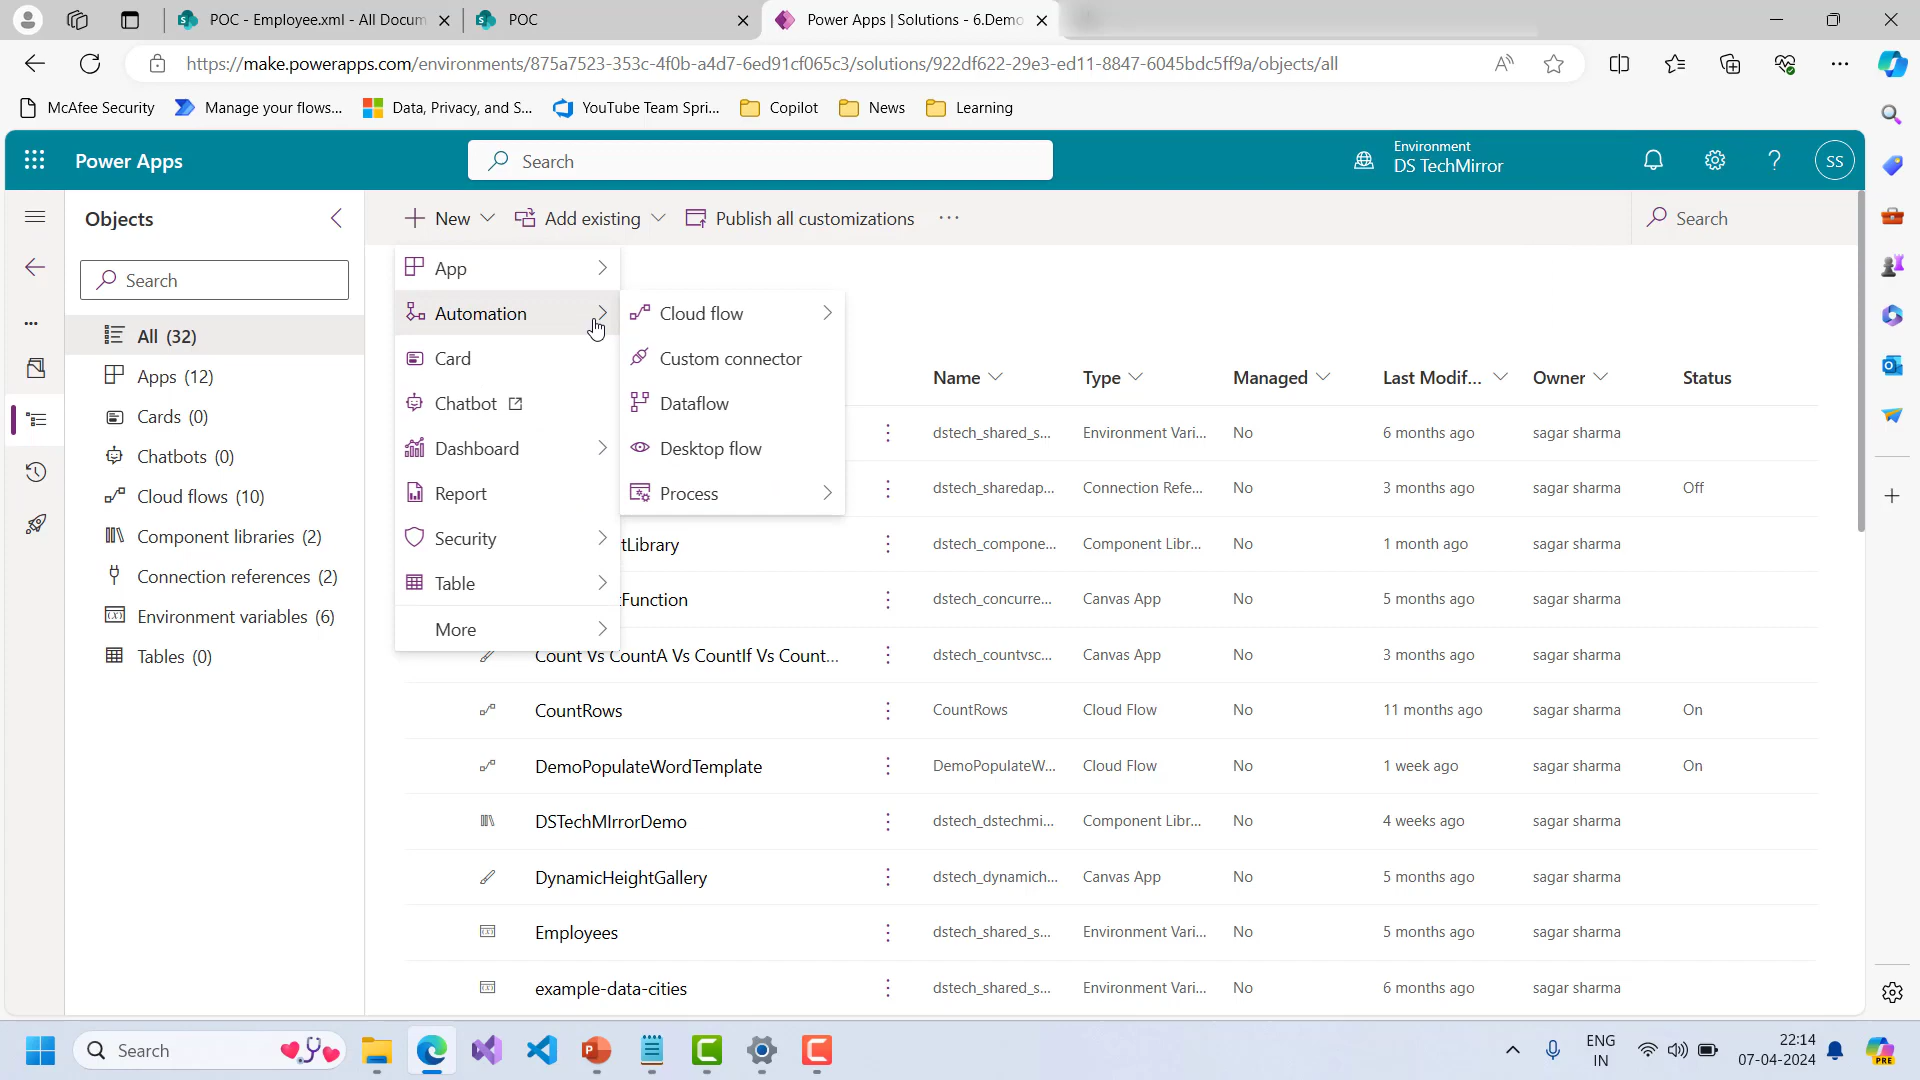 POC - Employee.xml - All Docum
POC
Power Apps | Solutions - 6.Demo
https://make.powerapps.com/environments/875a7523-353c-4f0b-a4d7-6ed91cf065c3/solutions/922df622-29e3-ed11-8847-6045bdc5ff9a/objects/all
McAfee Security
Manage your flows...
Data, Privacy, and S...
YouTube Team Spri...
Copilot
News
Learning
Power Apps
Search
Environment
DS TechMirror
SS
Objects
New
Add existing
Publish all customizations
Search
Search
All (32)
Apps (12)
Cards (0)
Chatbots (0)
Cloud flows (10)
Component libraries (2)
Connection references (2)
Environment variables (6)
Tables (0)
App
Automation
Card
Chatbot
Dashboard
Report
Security
Table
More
Cloud flow
Custom connector
Dataflow
Desktop flow
Process
Name Type Managed Last Modif... Owner Status
dstech_shared_s... Environment Vari... No 6 months ago sagar sharma
dstech_sharedap... Connection Refe... No 3 months ago sagar sharma Off
tLibrary dstech_compone... Component Libr... No 1 month ago sagar sharma
tFunction dstech_concurre... Canvas App No 5 months ago sagar sharma
Count Vs CountA Vs CountIf Vs Count... dstech_countvsc... Canvas App No 3 months ago sagar sharma
CountRows CountRows Cloud Flow No 11 months ago sagar sharma On
DemoPopulateWordTemplate DemoPopulateW... Cloud Flow No 1 week ago sagar sharma On
DSTechMIrrorDemo dstech_dstechmi... Component Libr... No 4 weeks ago sagar sharma
DynamicHeightGallery dstech_dynamich... Canvas App No 5 months ago sagar sharma
Employees dstech_shared_s... Environment Vari... No 5 months ago sagar sharma
example-data-cities dstech_shared_s... Environment Vari... No 6 months ago sagar sharma
Search
ENG
IN
22:14
07-04-2024
PRE